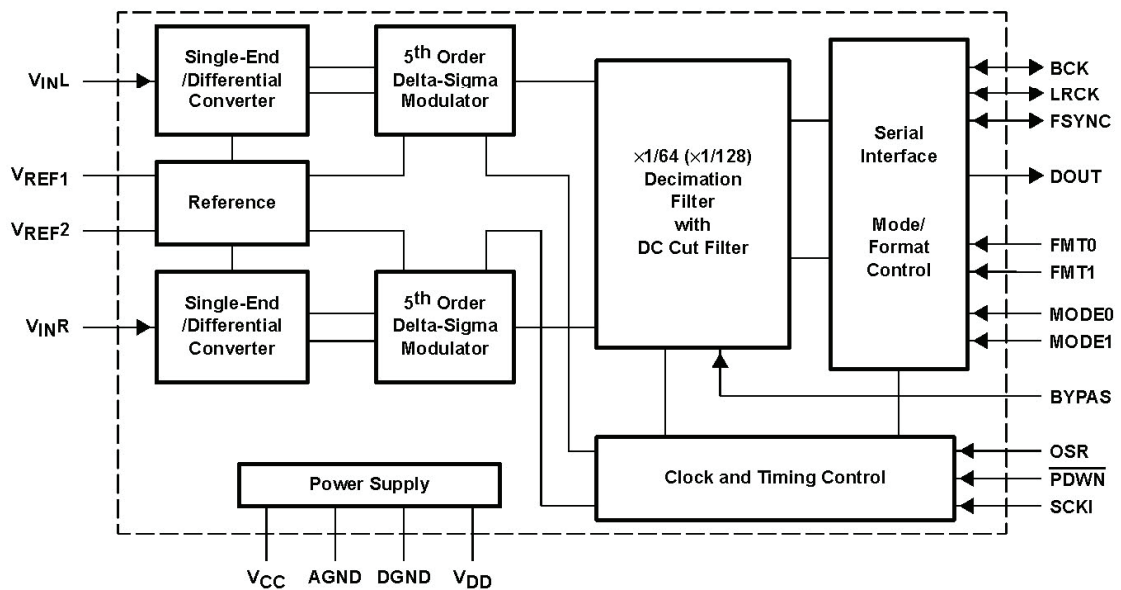 Single-End
/Differential
Converter
5th Order
Delta-Sigma
Modulator
VINL
VREF1
VREF2
Reference
Single-End
/Differential
Converter
5th Order
Delta-Sigma
Modulator
VINR
×1/64 (×1/128)
Decimation
Filter
with
DC Cut Filter
Serial
Interface
Mode/
Format
Control
BCK
LRCK
FSYNC
DOUT
FMT0
FMT1
MODE0
MODE1
BYPAS
OSR
PDWN
SCKI
Clock and Timing Control
Power Supply
VCC
AGND
DGND
VDD